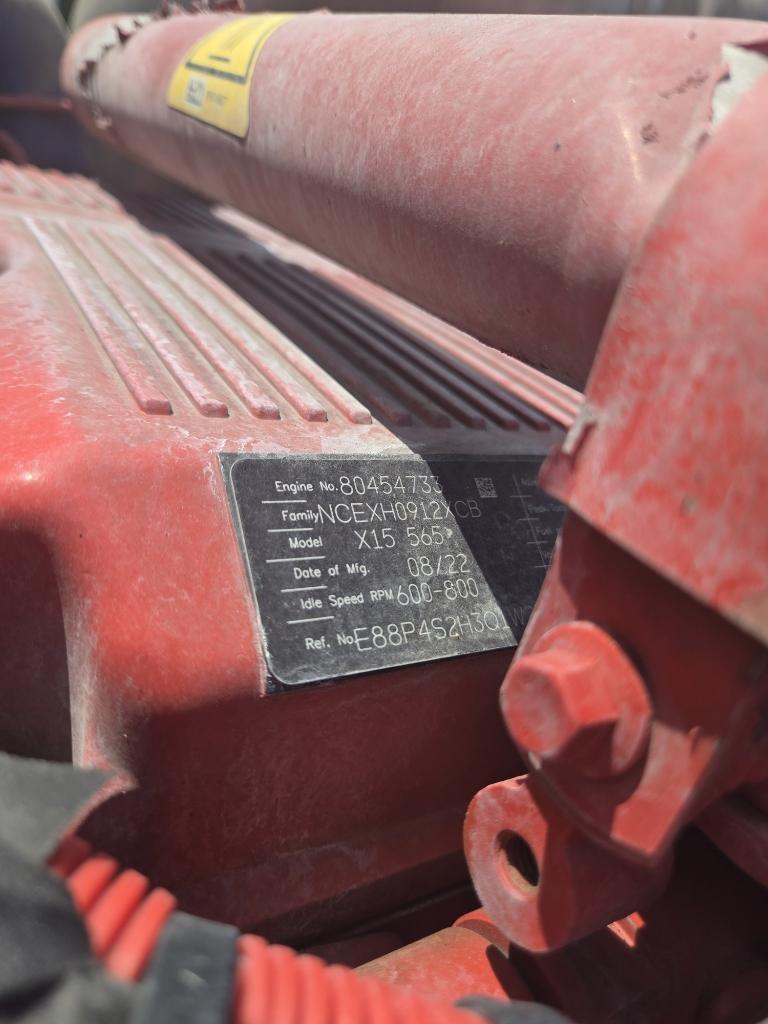 Engine No. 80454733
Family NCEXH0912XCB
Model X15 565
Date of Mfg. 08/22
Idle Speed RPM 600-800
Ref. No E88P4S2H3